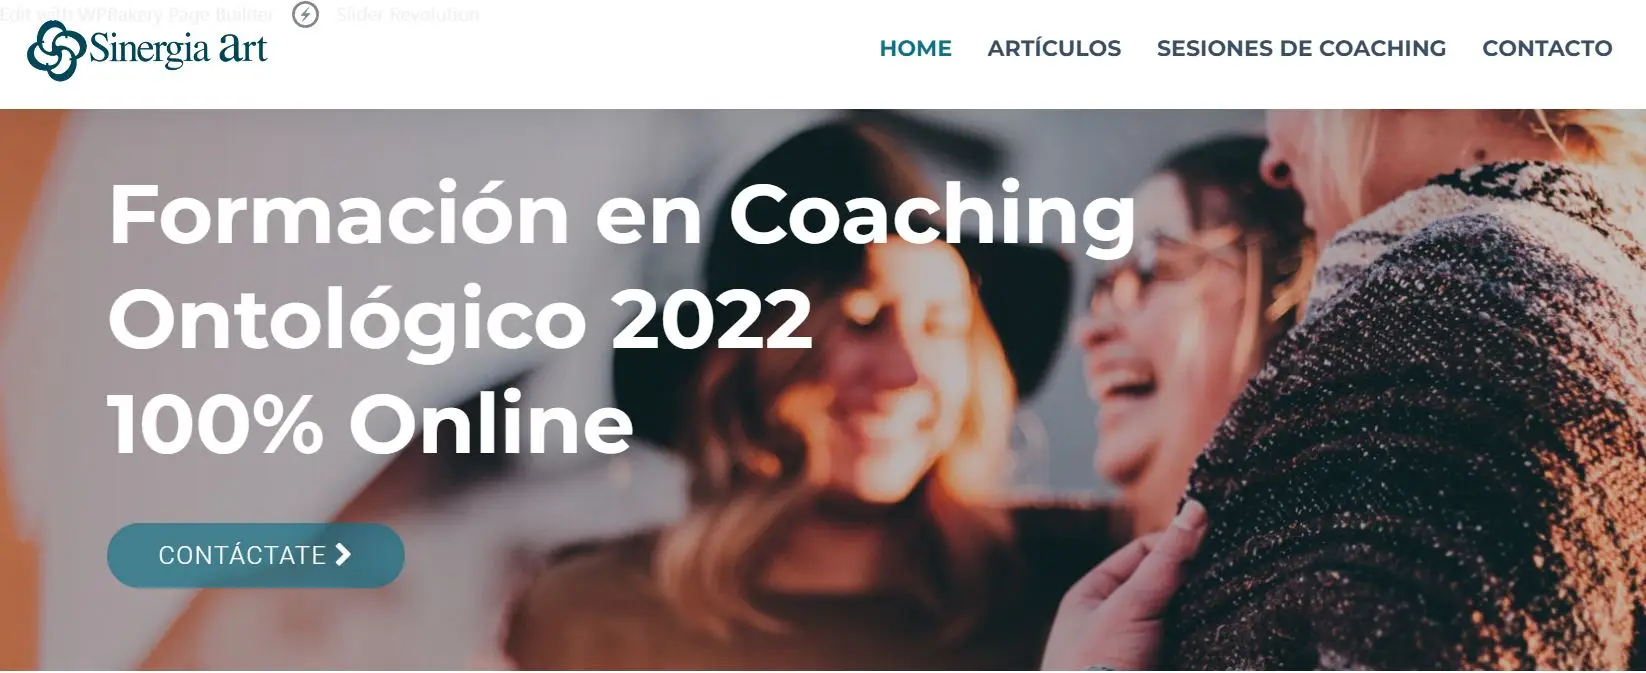 Edit with WPBakery Page Builder Slider Revolution
Sinergia art
HOME ARTÍCULOS SESIONES DE COACHING CONTACTO
Formación en Coaching
Ontológico 2022
100% Online
CONTÁCTATE